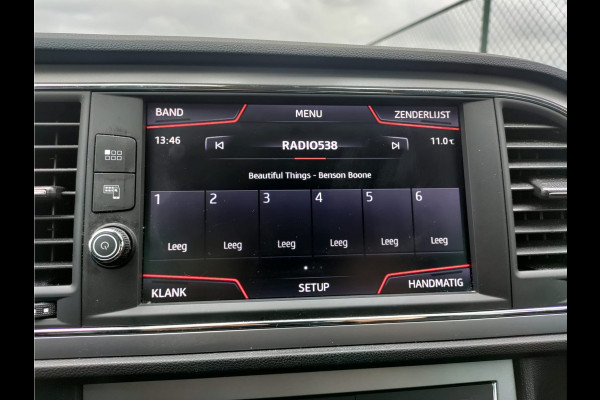 BAND MENU ZENDERLIJST
13:46 RADIO538 11.0℃
Beautiful Things - Benson Boone
1 2 3 4 5 6
Leeg Leeg Leeg Leeg Leeg Leeg
KLANK SETUP HANDMATIG